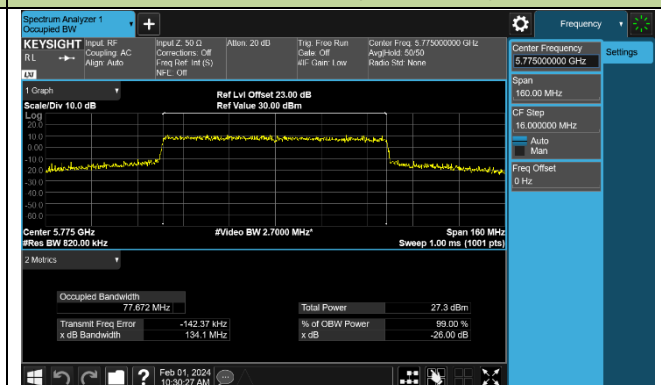 Spectrum Analyzer 1
Occupied BW
+
Frequency
KEYSIGHT
RL
Input: RF
Coupling: AC
Align: Auto
Input Z: 50 Ω
Corrections: Off
Freq Ref: Int (S)
NFE: Off
Atten: 20 dB
Trig: Free Run
Gate: Off
#IF Gain: Low
Center Freq: 5.775000000 GHz
Avg|Hold: 50/50
Radio Std: None
LXI
Center Frequency
5.775000000 GHz
Settings
Span
160.00 MHz
CF Step
16.000000 MHz
Auto
Man
Freq Offset
0 Hz
1 Graph
Scale/Div 10.0 dB
Ref Lvl Offset 23.00 dB
Ref Value 30.00 dBm
Log
20.0
10.0
0.00
-10.0
-20.0
-30.0
-40.0
-50.0
-60.0
Center 5.775 GHz
#Res BW 820.00 kHz
#Video BW 2.7000 MHz*
Span 160 MHz
Sweep 1.00 ms (1001 pts)
2 Metrics
Occupied Bandwidth
77.672 MHz
Total Power 27.3 dBm
Transmit Freq Error -142.37 kHz
% of OBW Power 99.00 %
x dB Bandwidth 134.1 MHz
x dB -26.00 dB
?
Feb 01, 2024
10:30:27 AM